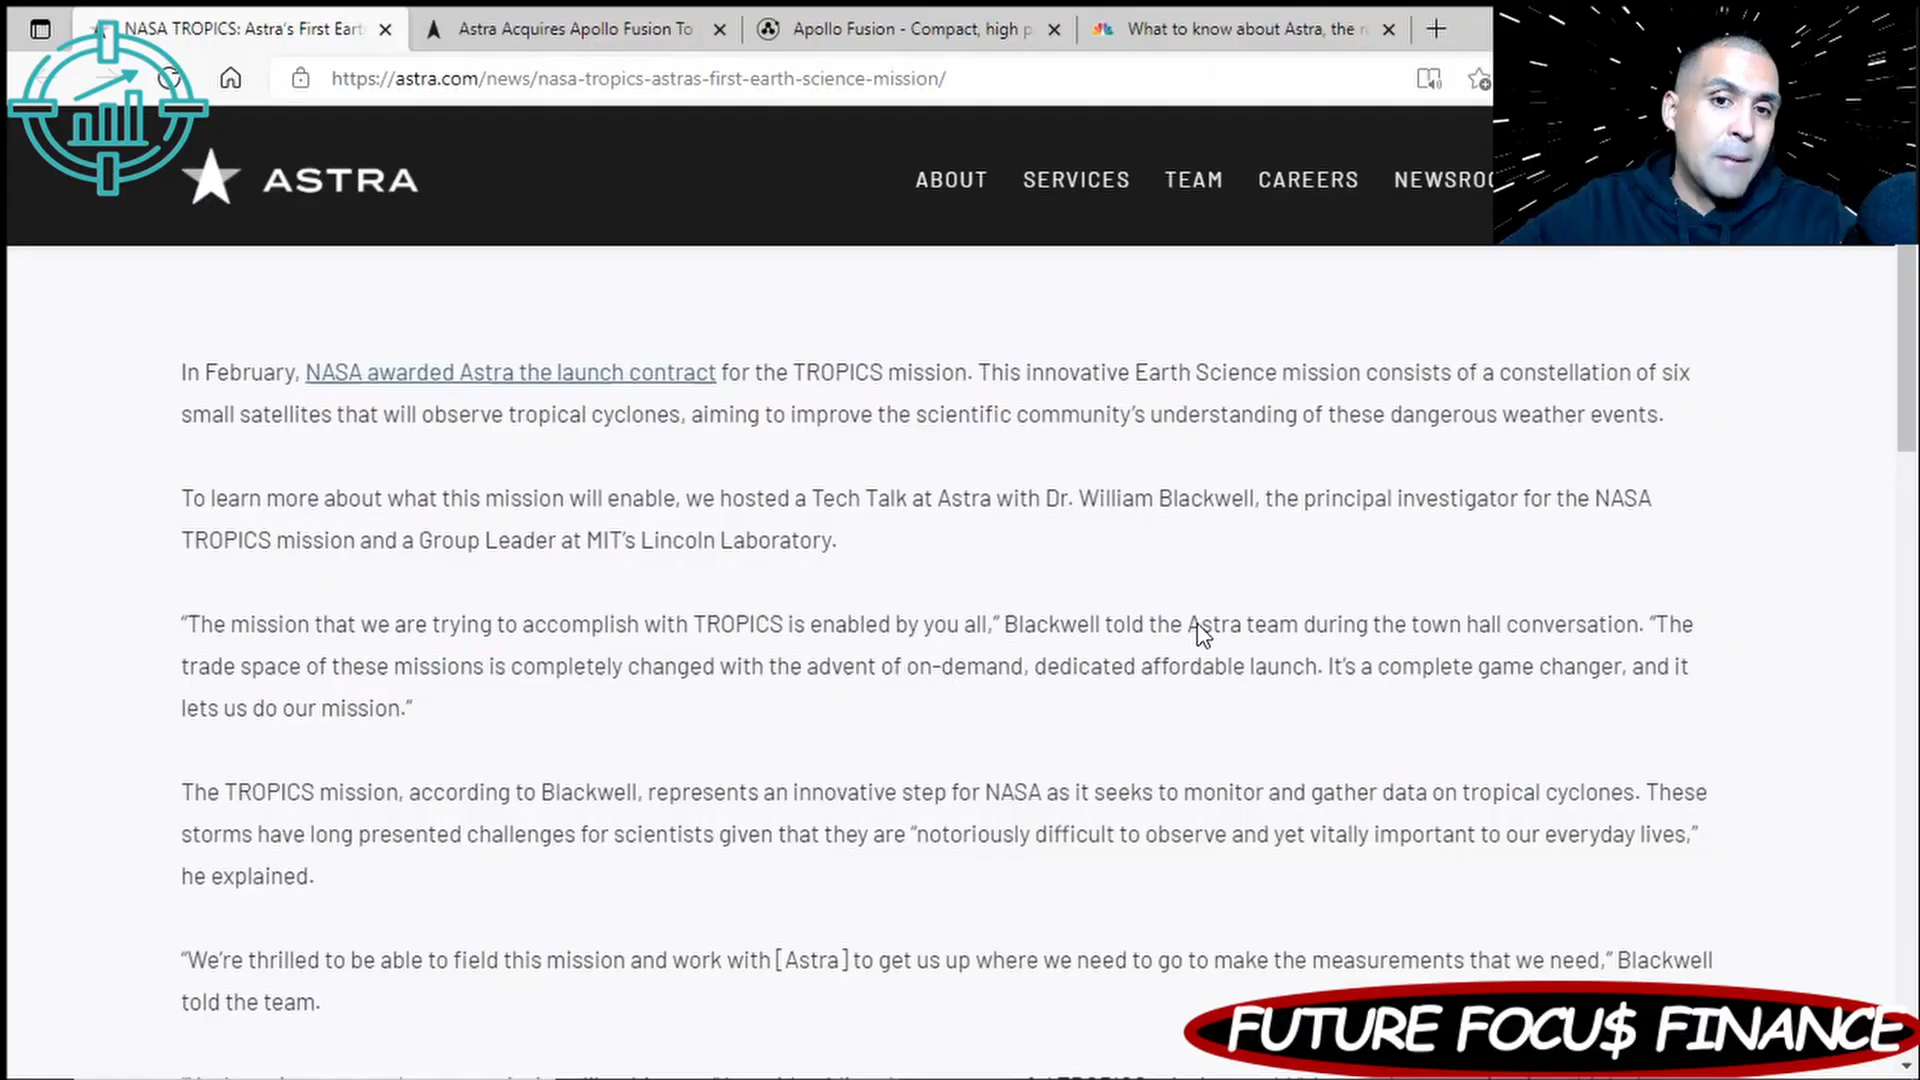 NASA TROPICS: Astra's First Eart
Astra Acquires Apollo Fusion To
Apollo Fusion - Compact, high p
What to know about Astra, the r
https://astra.com/news/nasa-tropics-astras-first-earth-science-mission/
ASTRA
ABOUT SERVICES TEAM CAREERS NEWSROO
In February, NASA awarded Astra the launch contract for the TROPICS mission. This innovative Earth Science mission consists of a constellation of six
small satellites that will observe tropical cyclones, aiming to improve the scientific community's understanding of these dangerous weather events.
To learn more about what this mission will enable, we hosted a Tech Talk at Astra with Dr. William Blackwell, the principal investigator for the NASA
TROPICS mission and a Group Leader at MIT's Lincoln Laboratory.
“The mission that we are trying to accomplish with TROPICS is enabled by you all,” Blackwell told the Astra team during the town hall conversation. “The
trade space of these missions is completely changed with the advent of on-demand, dedicated affordable launch. It's a complete game changer, and it
lets us do our mission.”
The TROPICS mission, according to Blackwell, represents an innovative step for NASA as it seeks to monitor and gather data on tropical cyclones. These
storms have long presented challenges for scientists given that they are “notoriously difficult to observe and yet vitally important to our everyday lives,”
he explained.
“We're thrilled to be able to field this mission and work with [Astra] to get us up where we need to go to make the measurements that we need,” Blackwell
told the team.
FUTURE FOCU$ FINANCE